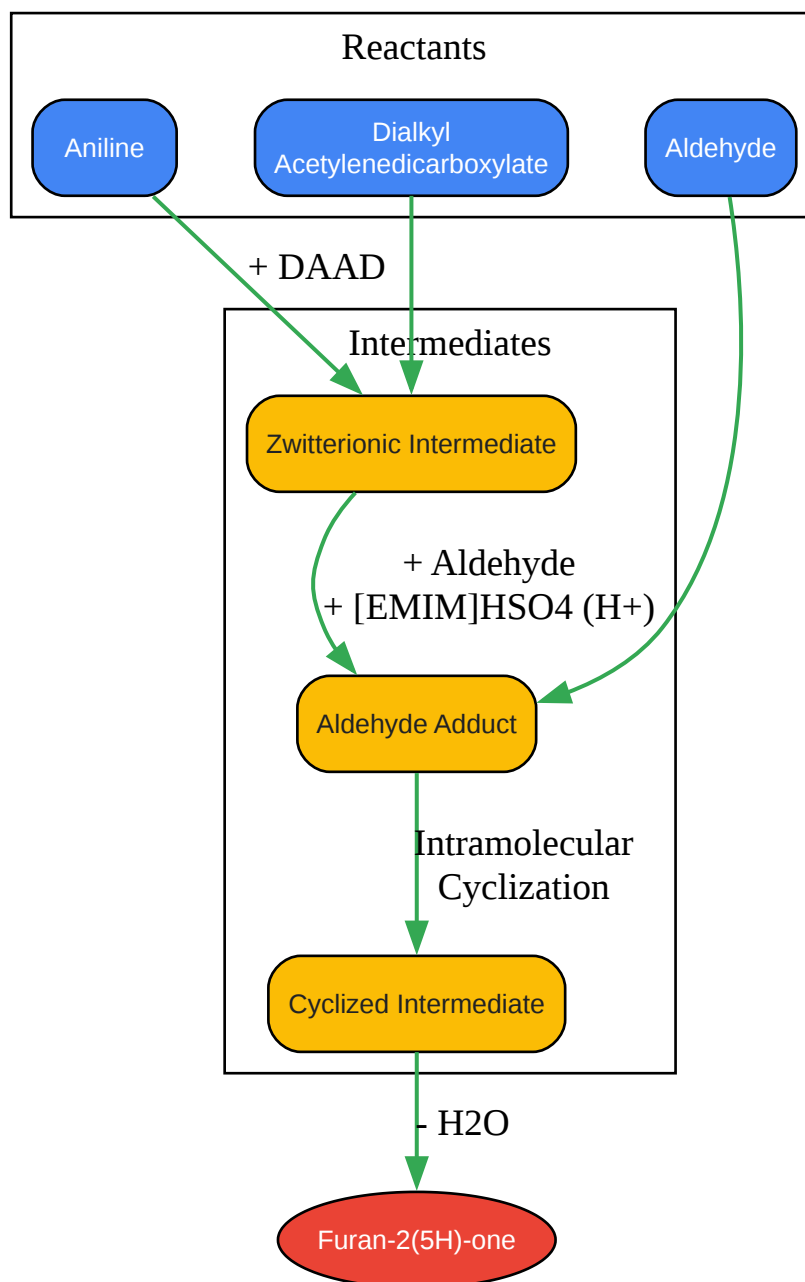 Reactants
Aniline
Dialkyl
Acetylenedicarboxylate
Aldehyde
+ DAAD
Intermediates
Zwitterionic Intermediate
+ Aldehyde
+ [EMIM]HSO4 (H+)
Aldehyde Adduct
Intramolecular
Cyclization
Cyclized Intermediate
- H2O
Furan-2(5H)-one